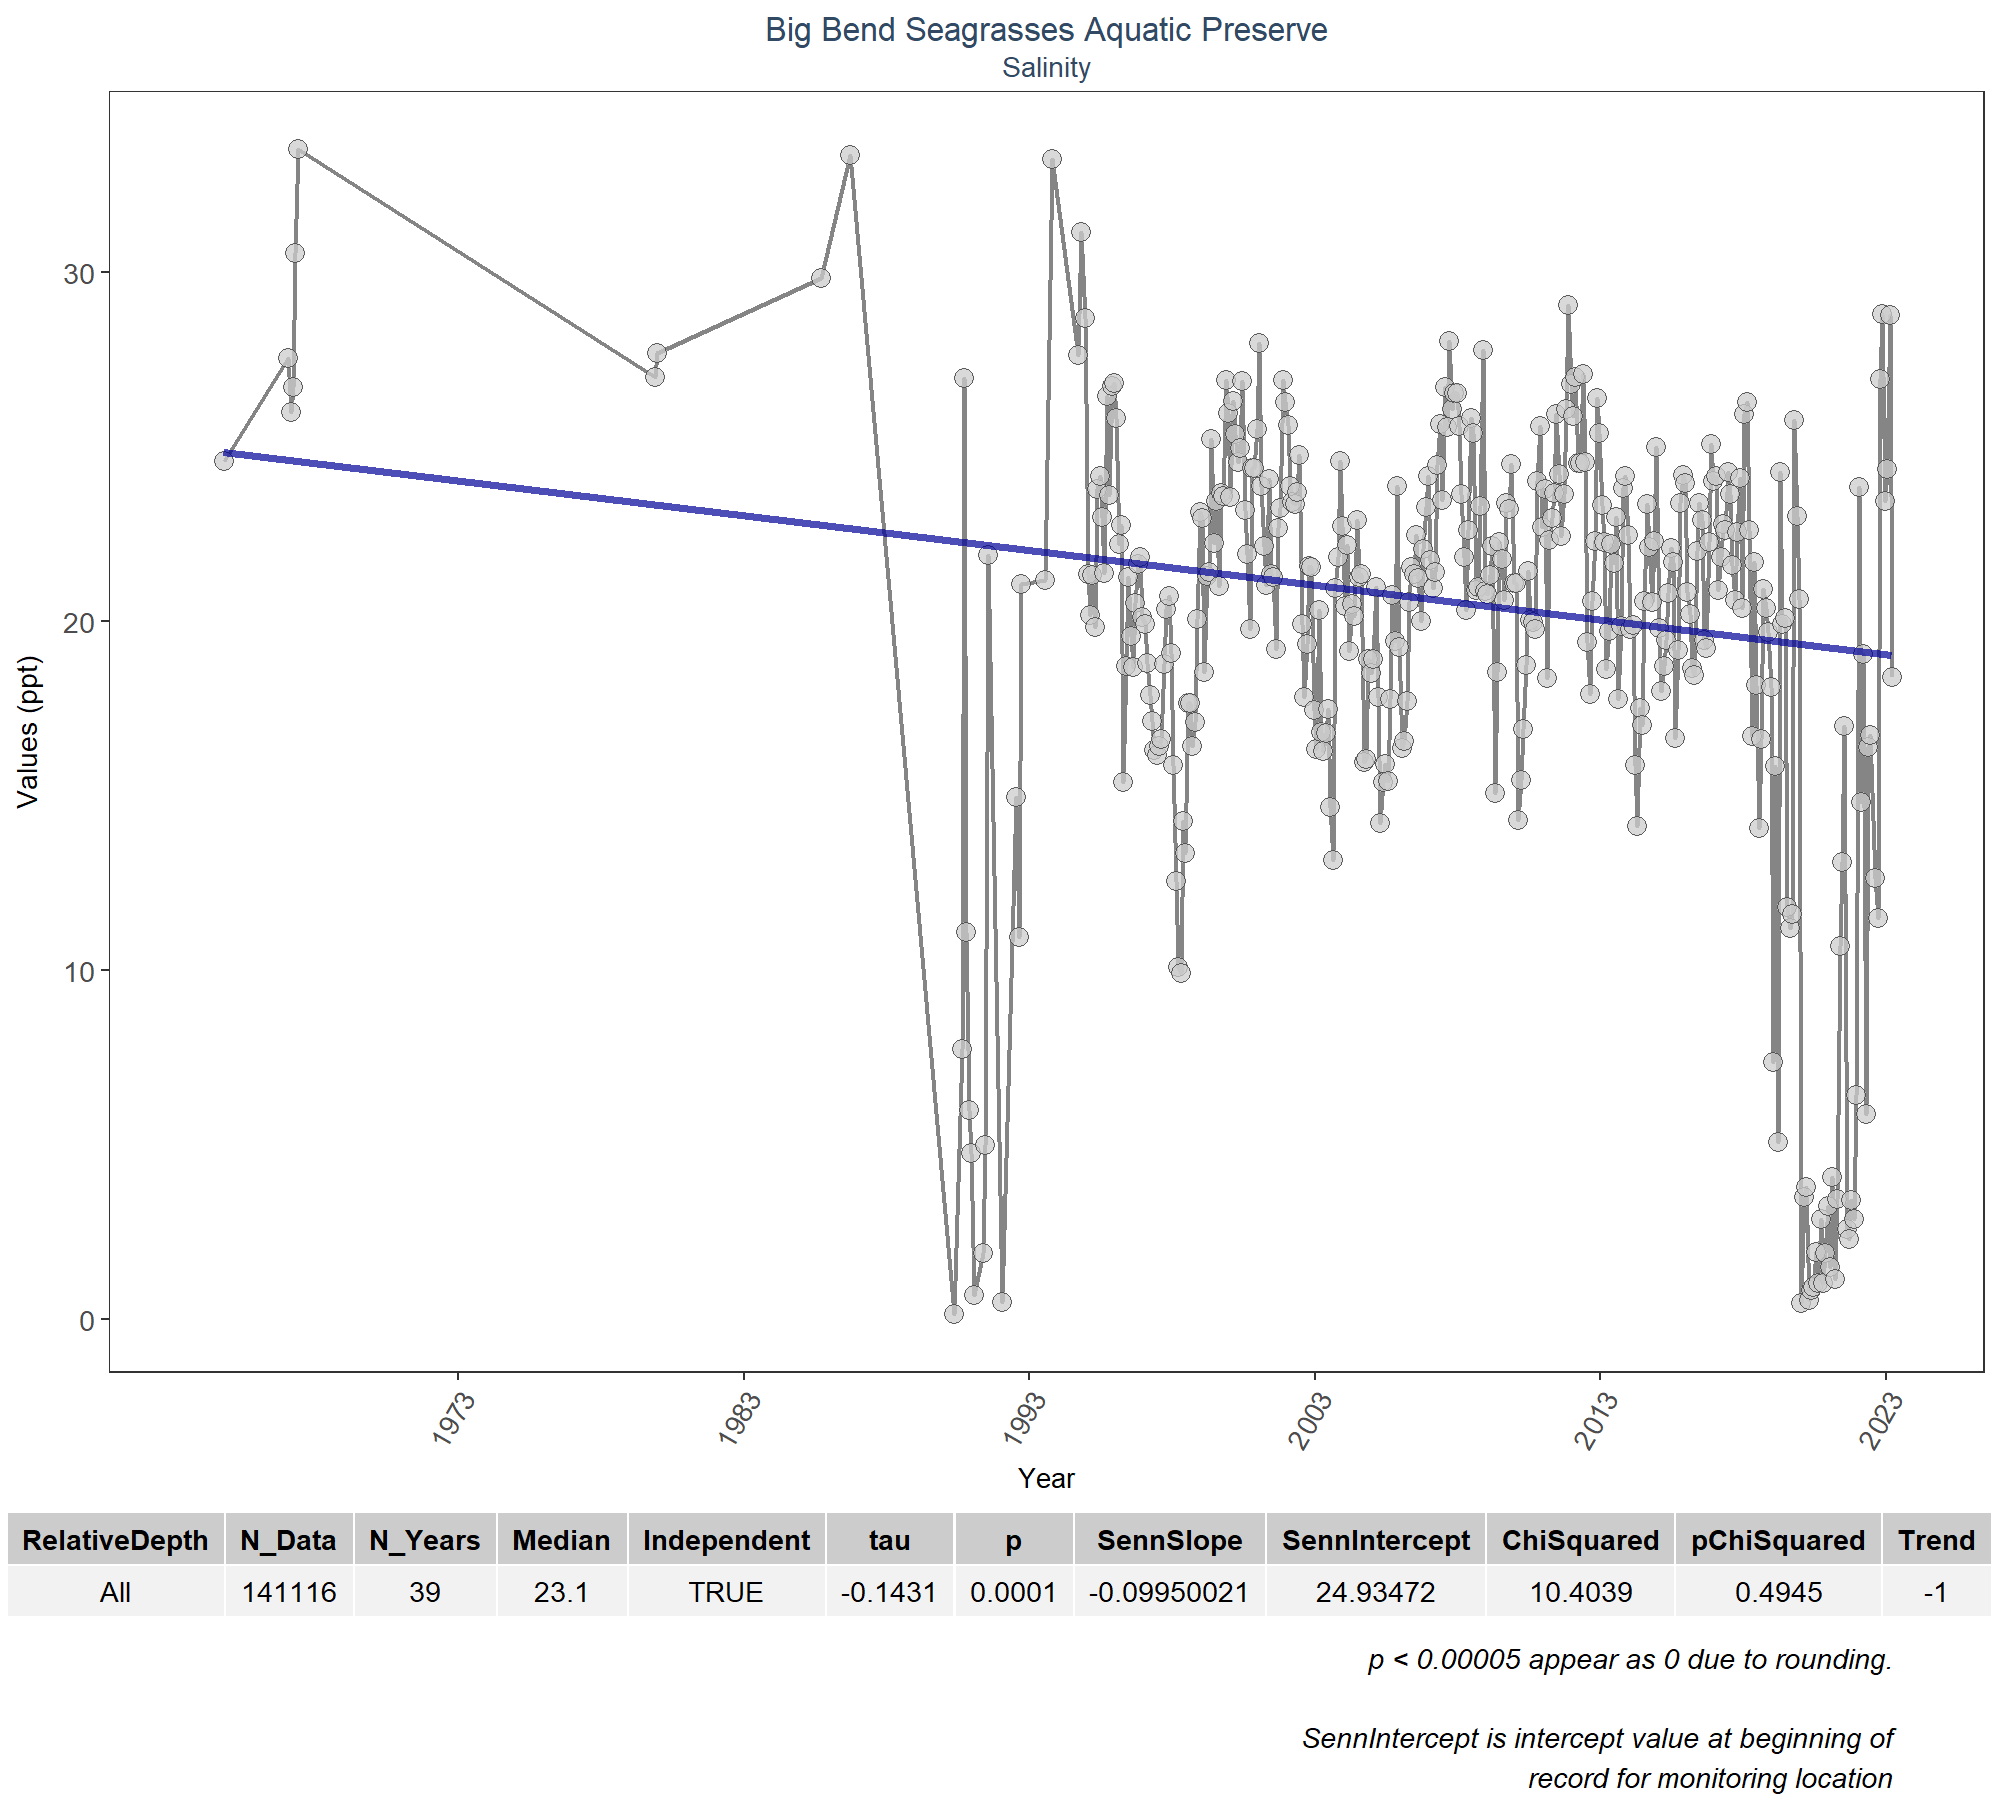 Big Bend Seagrasses Aquatic Preserve
Salinity
30
20
10
0
Values (ppt)
1973 1983 1993 2003 2013 2023
Year
RelativeDepth N_Data N_Years Median Independent tau p SennSlope SennIntercept ChiSquared pChiSquared Trend
All 141116 39 23.1 TRUE -0.1431 0.0001 -0.09950021 24.93472 10.4039 0.4945 -1
p < 0.00005 appear as 0 due to rounding.
SennIntercept is intercept value at beginning of
record for monitoring location